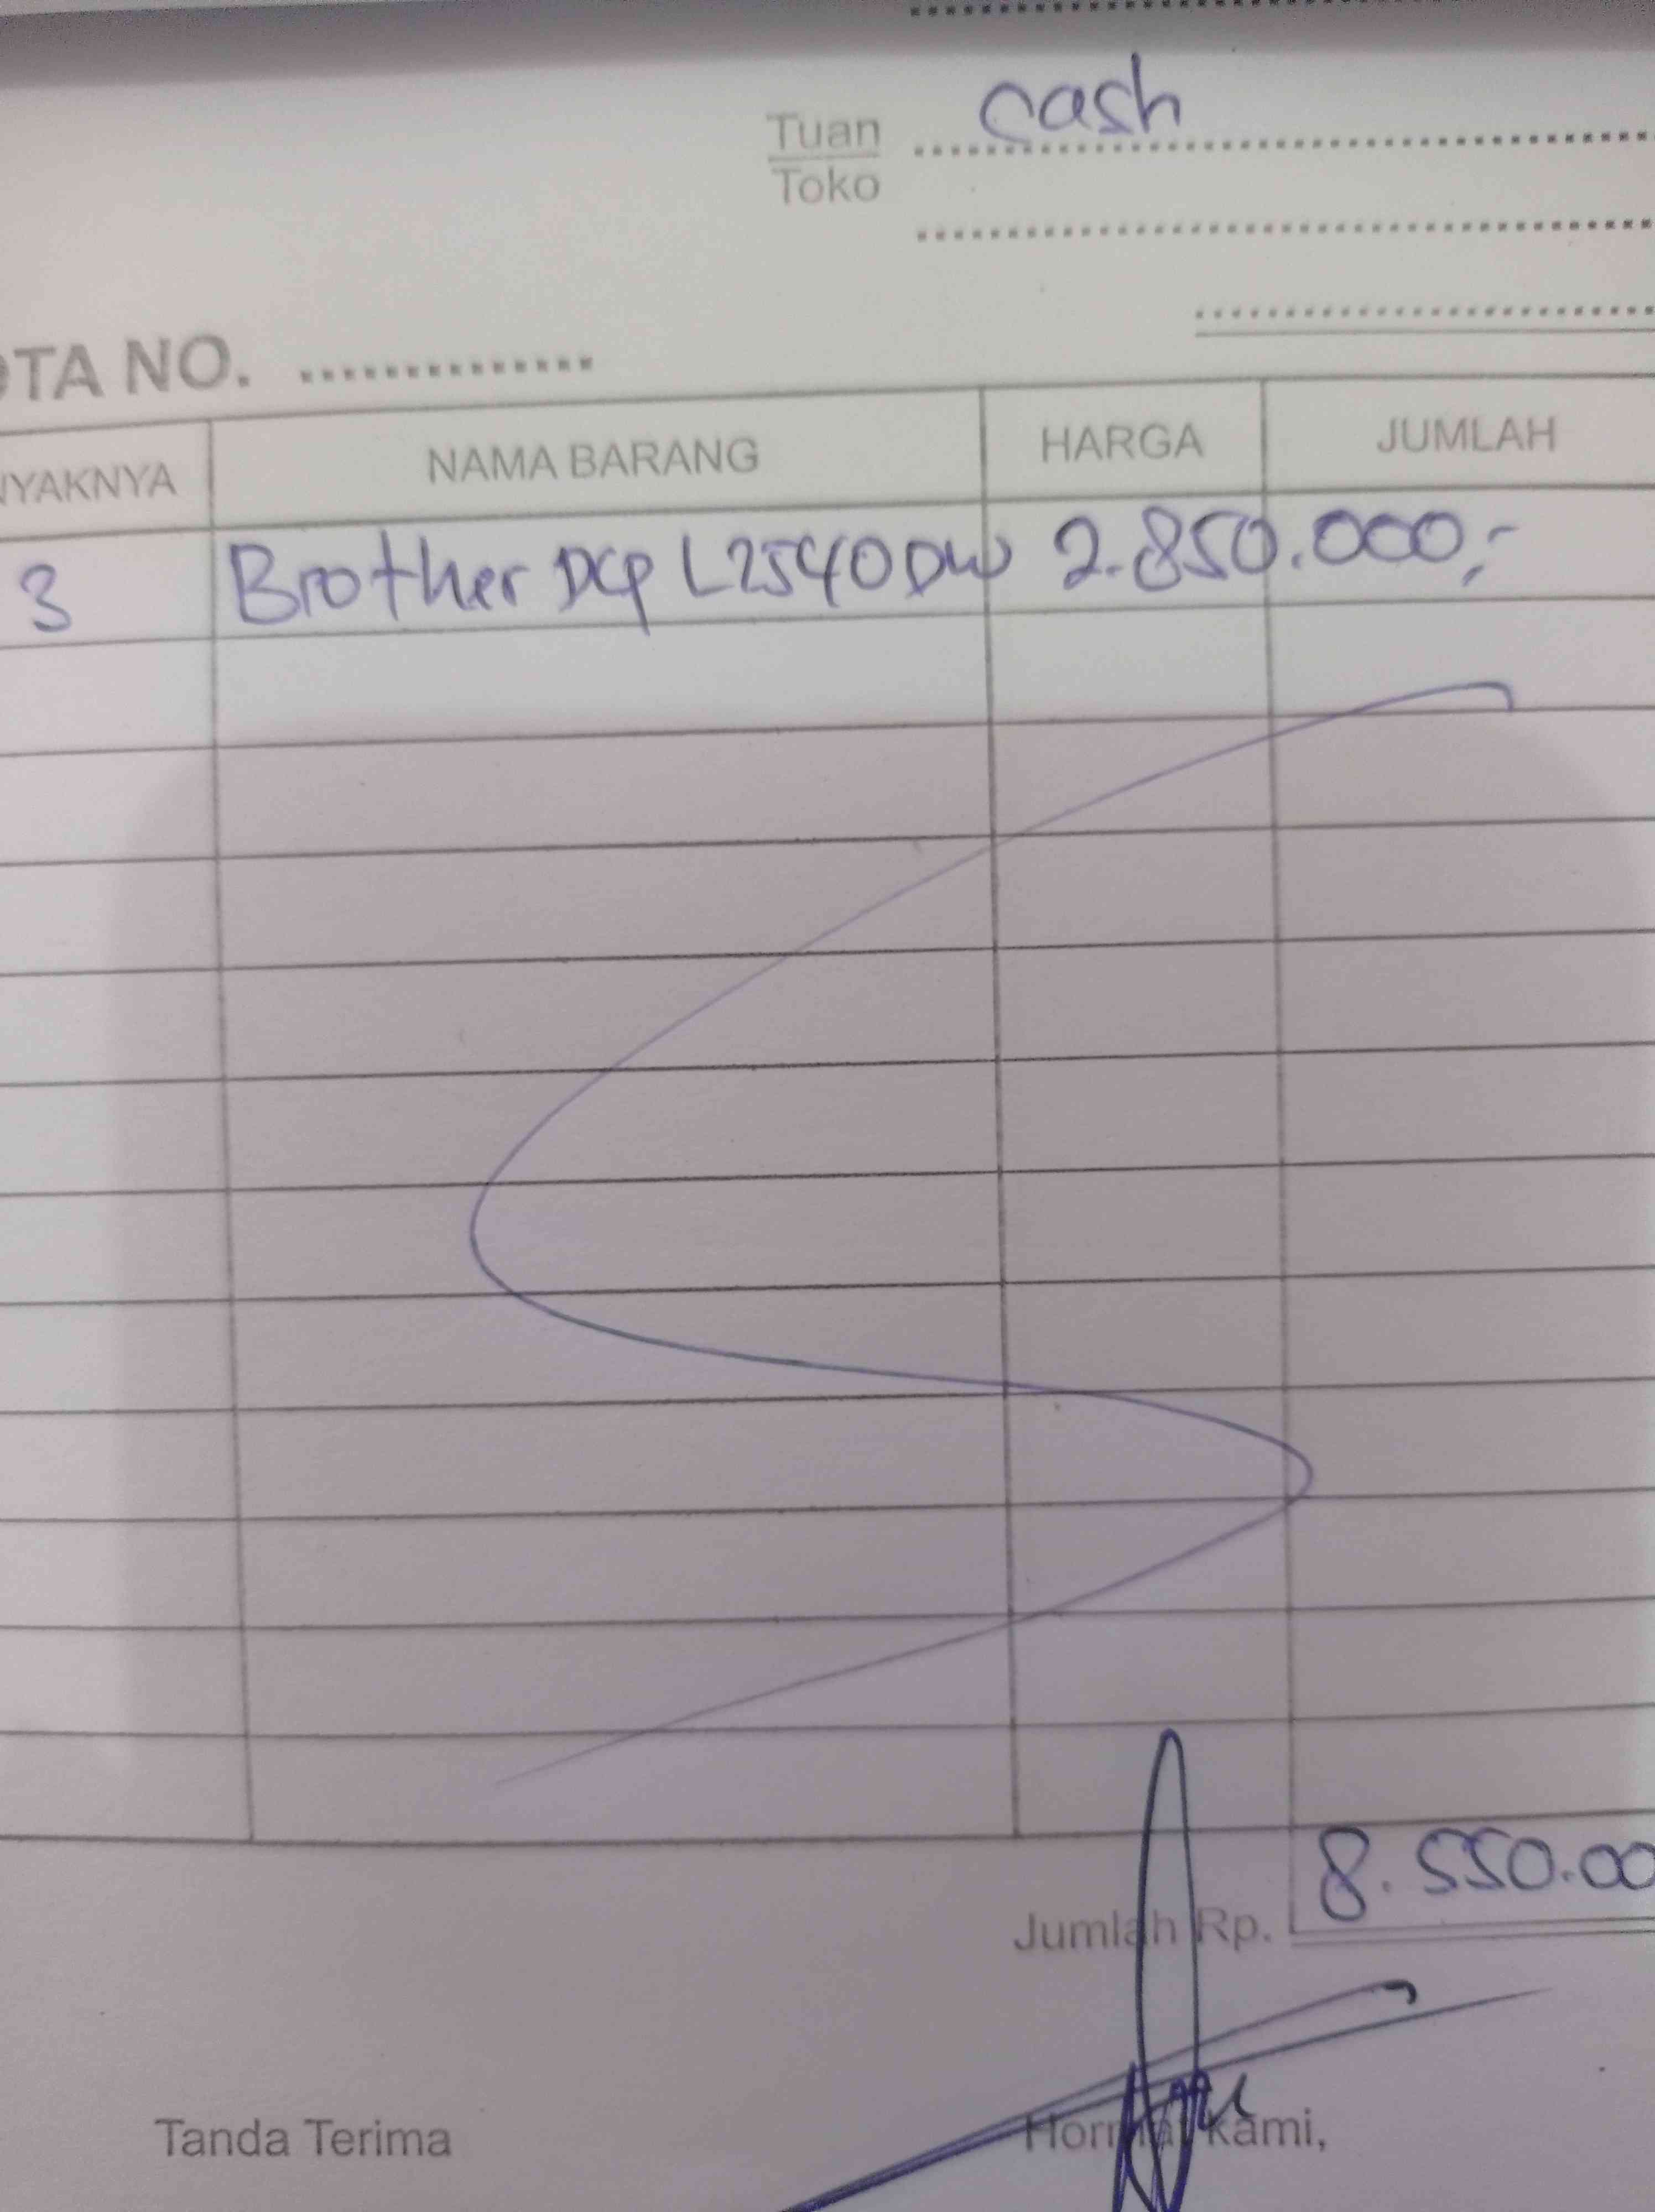 cash
Tuan
Toko
OTA NO.
NYAKNYA NAMA BARANG HARGA JUMLAH
3 Brother DCP L2540DW 2.850.000,-
Jumlah Rp. 8.550.00
Tanda Terima Hormat kami,